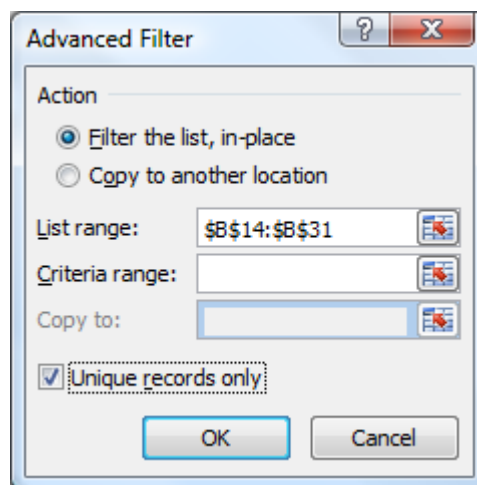 Advanced Filter
Action
Filter the list, in-place
Copy to another location
List range: $B$14:$B$31
Criteria range:
Copy to:
Unique records only
OK Cancel